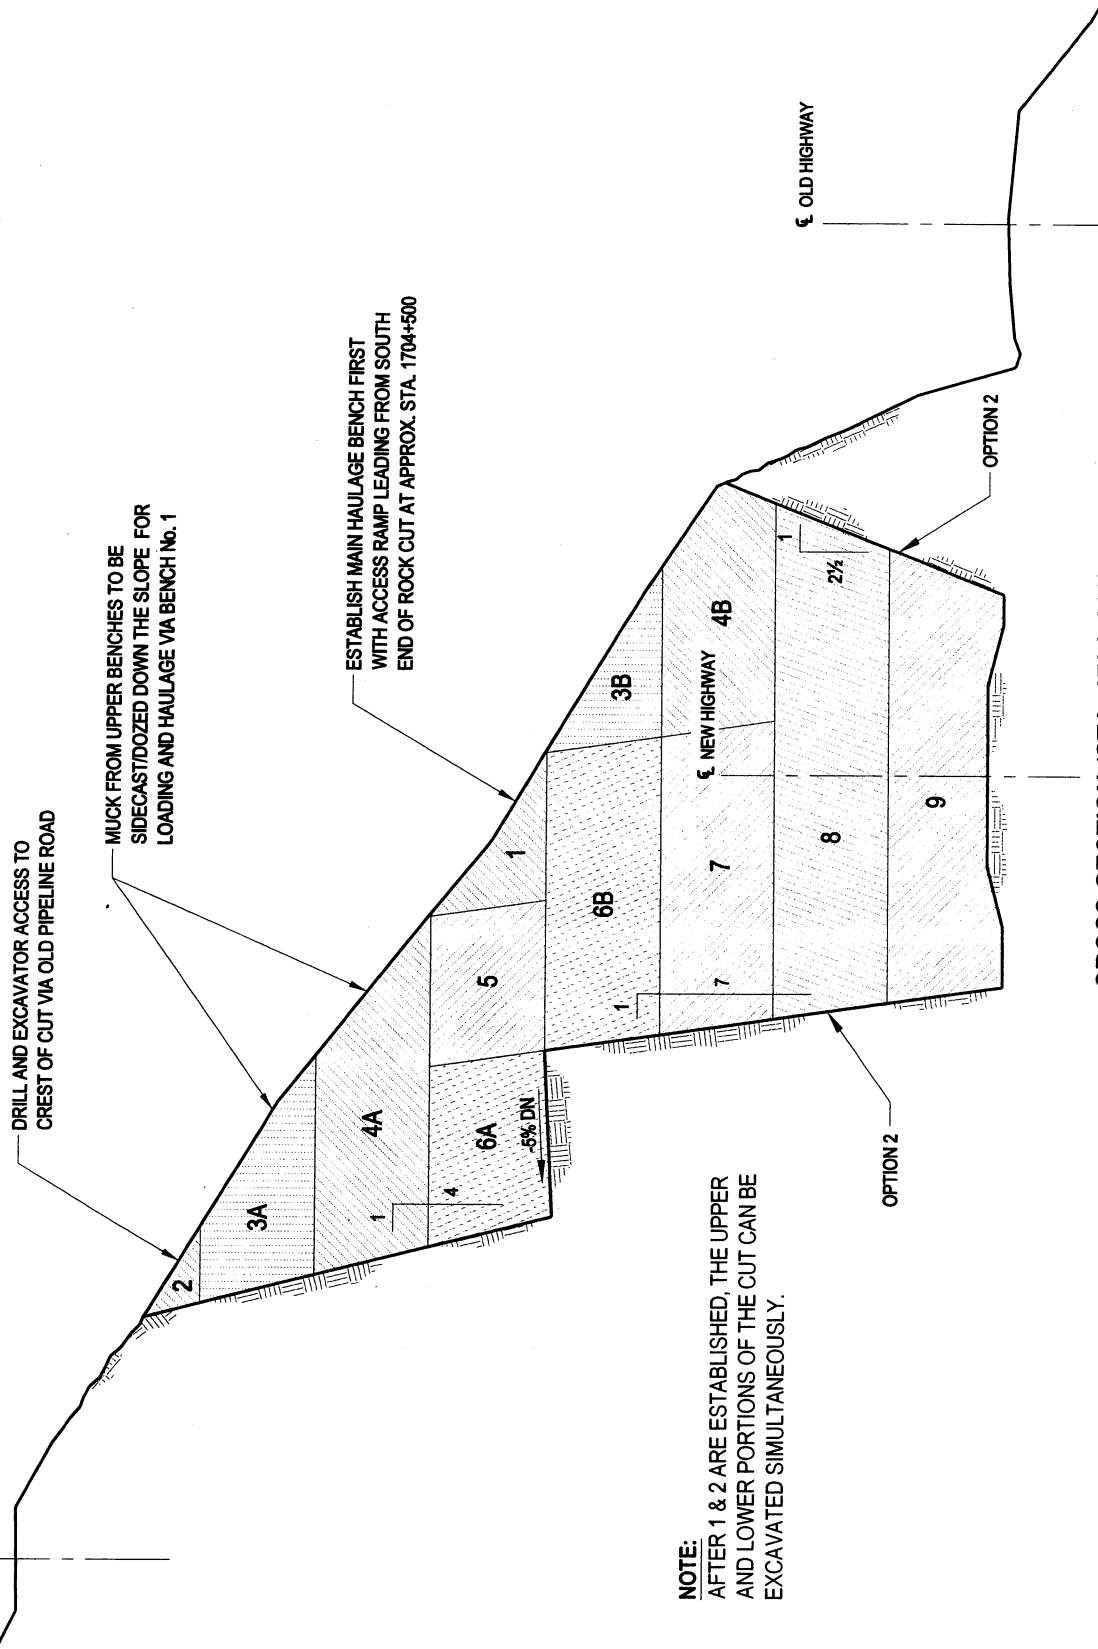 DRILL AND EXCAVATOR ACCESS TO
CREST OF CUT VIA OLD PIPELINE ROAD
MUCK FROM UPPER BENCHES TO BE
SIDECAST/DOZED DOWN THE SLOPE FOR
LOADING AND HAULAGE VIA BENCH No. 1
ESTABLISH MAIN HAULAGE BENCH FIRST
WITH ACCESS RAMP LEADING FROM SOUTH
END OF ROCK CUT AT APPROX. STA. 1704+500
℄ OLD HIGHWAY
2
3A
4A
1
4
6A
-5% DN
5
1
6B
3B
℄ NEW HIGHWAY
4B
7
1
7
8
1
2½
9
OPTION 2
OPTION 2
NOTE:
AFTER 1 & 2 ARE ESTABLISHED, THE UPPER
AND LOWER PORTIONS OF THE CUT CAN BE
EXCAVATED SIMULTANEOUSLY.